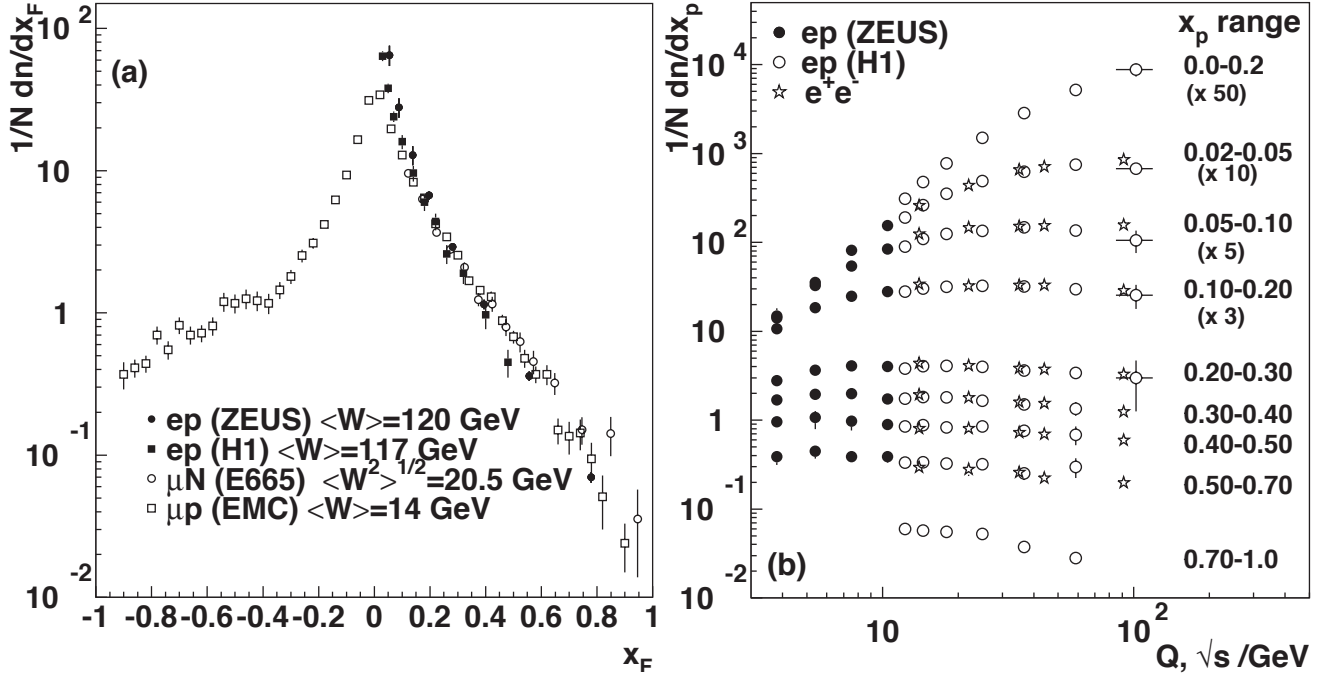 (a)
1/N dn/dx_F
10^2
10
1
10^-1
10^-2
ep (ZEUS) <W>=120 GeV
ep (H1) <W>=117 GeV
μN (E665) <W^2>^1/2=20.5 GeV
μp (EMC) <W>=14 GeV
-1 -0.8 -0.6 -0.4 -0.2 0 0.2 0.4 0.6 0.8 1
x_F
1/N dn/dx_p
10^4
10^3
10^2
10
1
10^-1
10^-2
ep (ZEUS)
ep (H1)
e^+e^-
x_p range
0.0-0.2
(x 50)
0.02-0.05
(x 10)
0.05-0.10
(x 5)
0.10-0.20
(x 3)
0.20-0.30
0.30-0.40
0.40-0.50
0.50-0.70
0.70-1.0
(b)
10 10^2
Q, √s /GeV